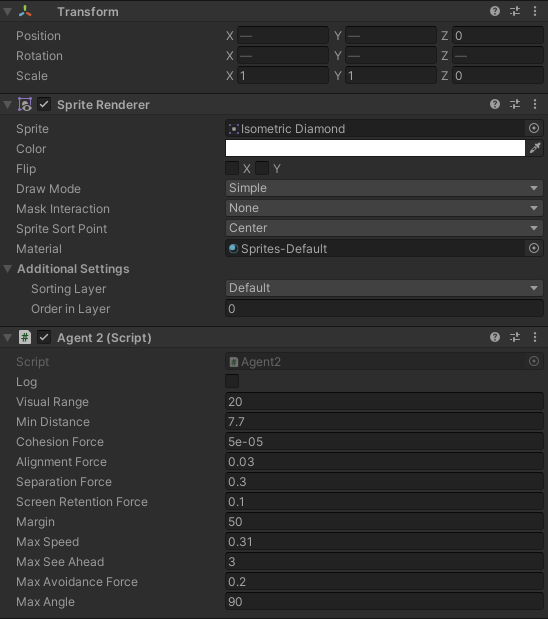 Transform
Position X — Y — Z 0
Rotation X — Y — Z —
Scale X 1 Y 1 Z 0
Sprite Renderer
Sprite Isometric Diamond
Color
Flip X Y
Draw Mode Simple
Mask Interaction None
Sprite Sort Point Center
Material Sprites-Default
Additional Settings
Sorting Layer Default
Order in Layer 0
# Agent 2 (Script)
Script # Agent2
Log
Visual Range 20
Min Distance 7.7
Cohesion Force 5e-05
Alignment Force 0.03
Separation Force 0.3
Screen Retention Force 0.1
Margin 50
Max Speed 0.31
Max See Ahead 3
Max Avoidance Force 0.2
Max Angle 90